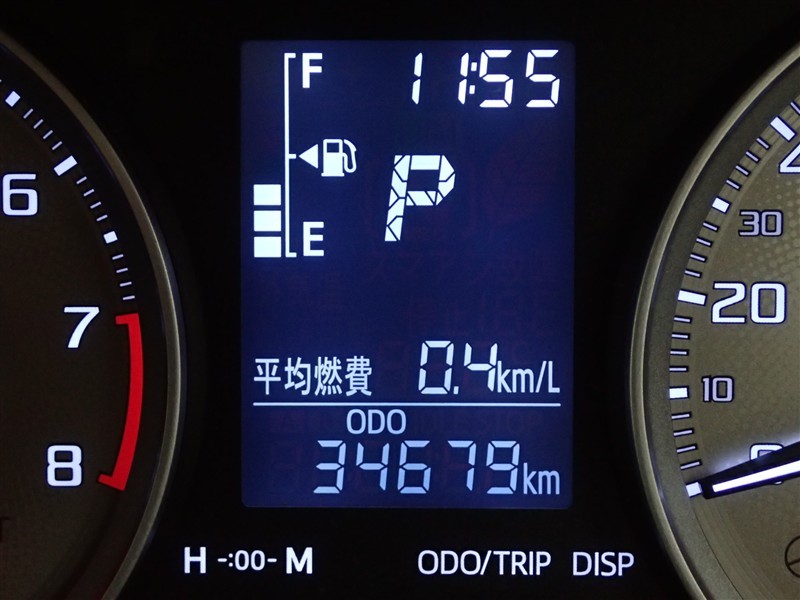 F 11:55
P
E
平均燃費 0.4km/L
ODO
34679km
H -:00- M ODO/TRIP DISP
6
7
8
30
20
10
0